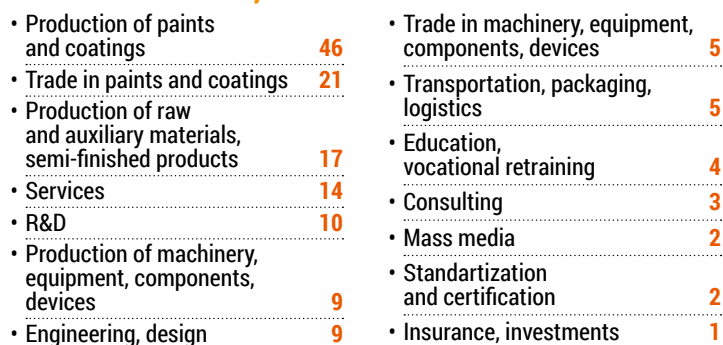 • Production of paints
and coatings 46
• Trade in paints and coatings 21
• Production of raw
and auxiliary materials,
semi-finished products 17
• Services 14
• R&D 10
• Production of machinery,
equipment, components,
devices 9
• Engineering, design 9
• Trade in machinery, equipment,
components, devices 5
• Transportation, packaging,
logistics 5
• Education,
vocational retraining 4
• Consulting 3
• Mass media 2
• Standartization
and certification 2
• Insurance, investments 1